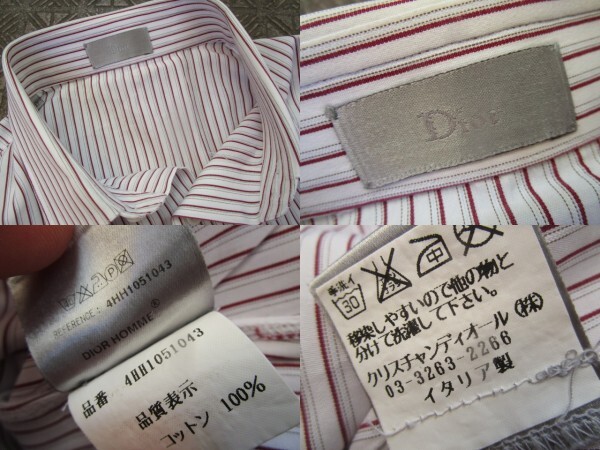 Dior
REFERENCE: 4HH1051043
DIOR HOMME®
品番 4HH1051043
品質表示
コットン 100%
手洗イ
30
移染しやすいので他の物と
分けて洗濯して下さい。
クリスチャンディオール(株)
03-3263-2266
イタリア製